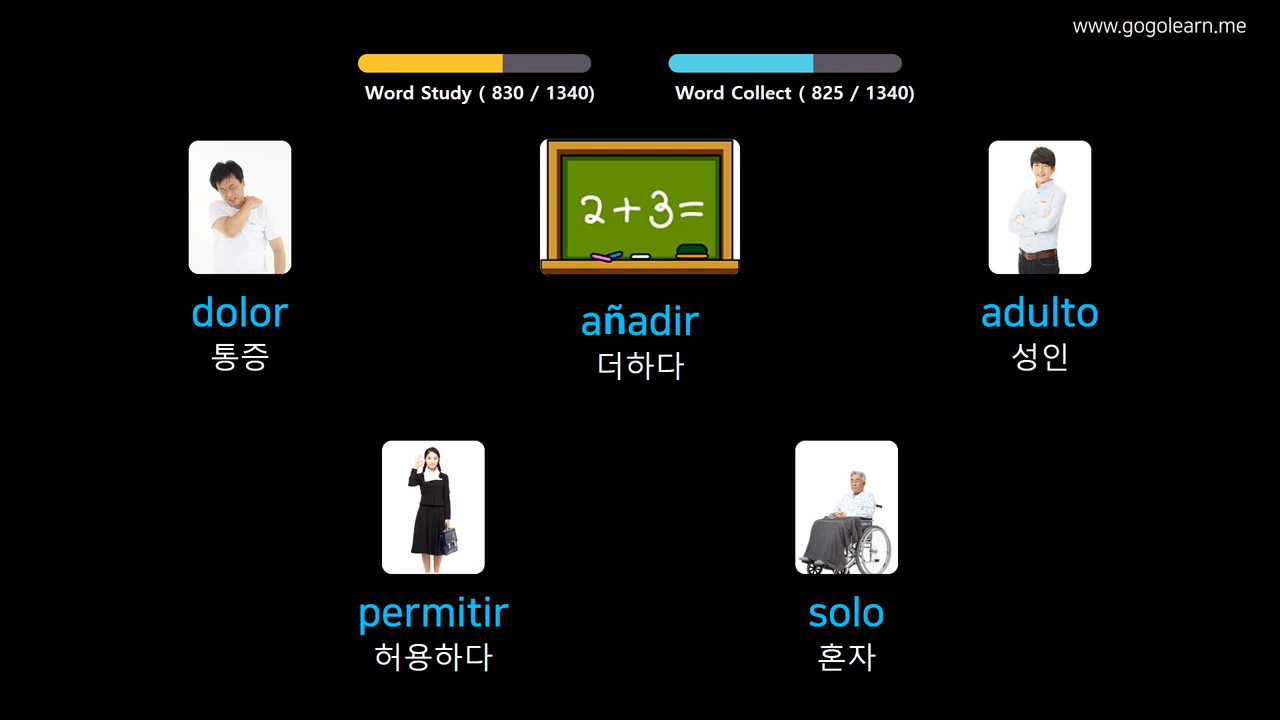 www.gogolearn.me
Word Study ( 830 / 1340)
Word Collect ( 825 / 1340)
2+3=
dolor
통증
añadir
더하다
adulto
성인
permitir
허용하다
solo
혼자